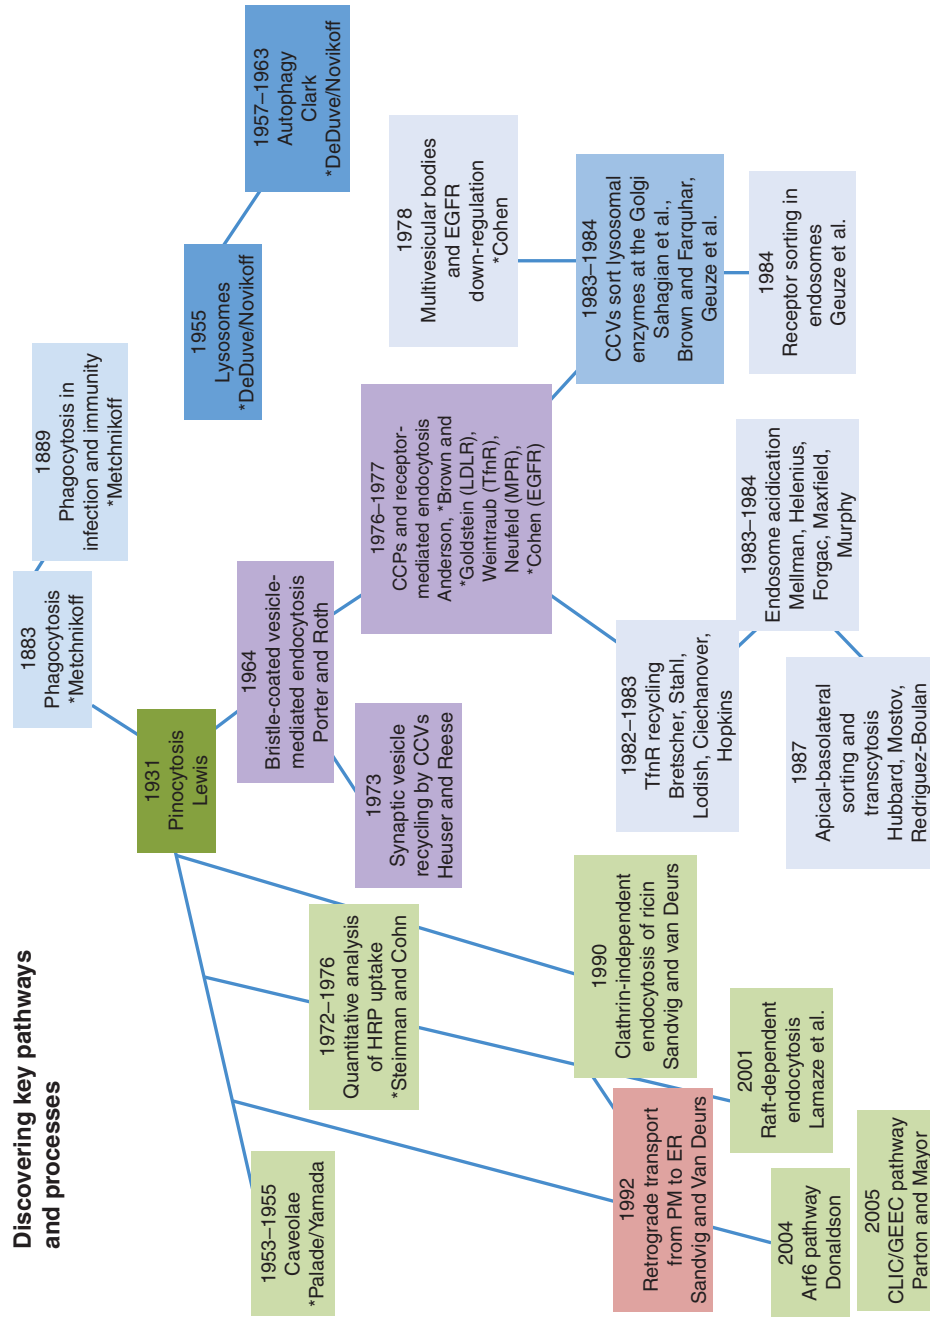 Discovering key pathways
and processes
1883
Phagocytosis
*Metchnikoff
1889
Phagocytosis in
infection and immunity
*Metchnikoff
1931
Pinocytosis
Lewis
1953–1955
Caveolae
*Palade/Yamada
1955
Lysosomes
*DeDuve/Novikoff
1957–1963
Autophagy
Clark
*DeDuve/Novikoff
1964
Bristle-coated vesicle-
mediated endocytosis
Porter and Roth
1972–1976
Quantitative analysis
of HRP uptake
*Steinman and Cohn
1973
Synaptic vesicle
recycling by CCVs
Heuser and Reese
1976–1977
CCPs and receptor-
mediated endocytosis
Anderson, *Brown and
*Goldstein (LDLR),
Weintraub (TfnR),
Neufeld (MPR),
*Cohen (EGFR)
1978
Multivesicular bodies
and EGFR
down-regulation
*Cohen
1983–1984
CCVs sort lysosomal
enzymes at the Golgi
Sahagian et al.,
Brown and Farquhar,
Geuze et al.
1984
Receptor sorting in
endosomes
Geuze et al.
1982–1983
TfnR recycling
Bretscher, Stahl,
Lodish, Ciechanover,
Hopkins
1983–1984
Endosome acidication
Mellman, Helenius,
Forgac, Maxfield,
Murphy
1987
Apical-basolateral
sorting and
transcytosis
Hubbard, Mostov,
Redriguez-Boulan
1990
Clathrin-independent
endocytosis of ricin
Sandvig and van Deurs
1992
Retrograde transport
from PM to ER
Sandvig and Van Deurs
2001
Raft-dependent
endocytosis
Lamaze et al.
2004
Arf6 pathway
Donaldson
2005
CLIC/GEEC pathway
Parton and Mayor